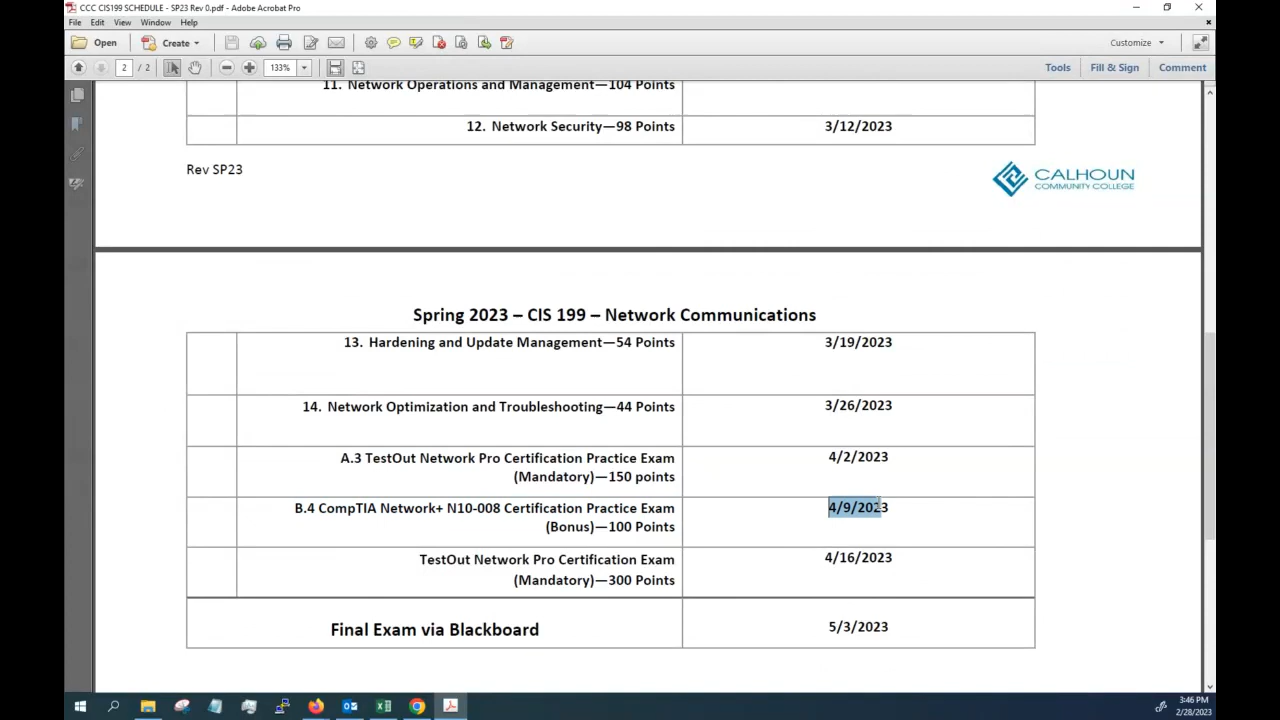 CCC CIS199 SCHEDULE - SP23 Rev 0.pdf - Adobe Acrobat Pro
File Edit View Window Help
Open Create Customize
2 / 2 133% Tools Fill & Sign Comment
11. Network Operations and Management—104 Points
12. Network Security—98 Points 3/12/2023
Rev SP23
CALHOUN
COMMUNITY COLLEGE
Spring 2023 – CIS 199 – Network Communications
13. Hardening and Update Management—54 Points 3/19/2023
14. Network Optimization and Troubleshooting—44 Points 3/26/2023
A.3 TestOut Network Pro Certification Practice Exam 4/2/2023
(Mandatory)—150 points
B.4 CompTIA Network+ N10-008 Certification Practice Exam 4/9/2023
(Bonus)—100 Points
TestOut Network Pro Certification Exam 4/16/2023
(Mandatory)—300 Points
Final Exam via Blackboard 5/3/2023
3:46 PM
2/28/2023